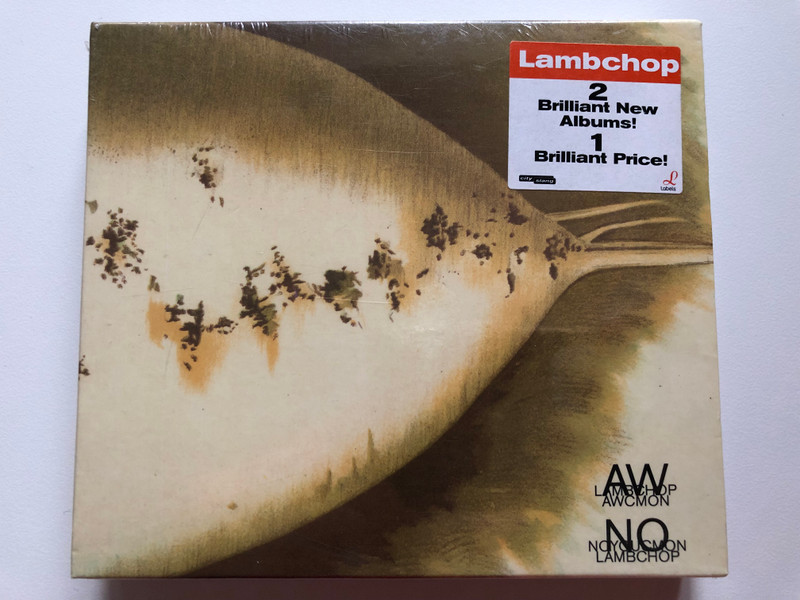 Lambchop
2
Brilliant New
Albums!
1
Brilliant Price!
city slang
Labels
AW
LAMBCHOP
AWCMON
NO
NOYOUCMON
LAMBCHOP